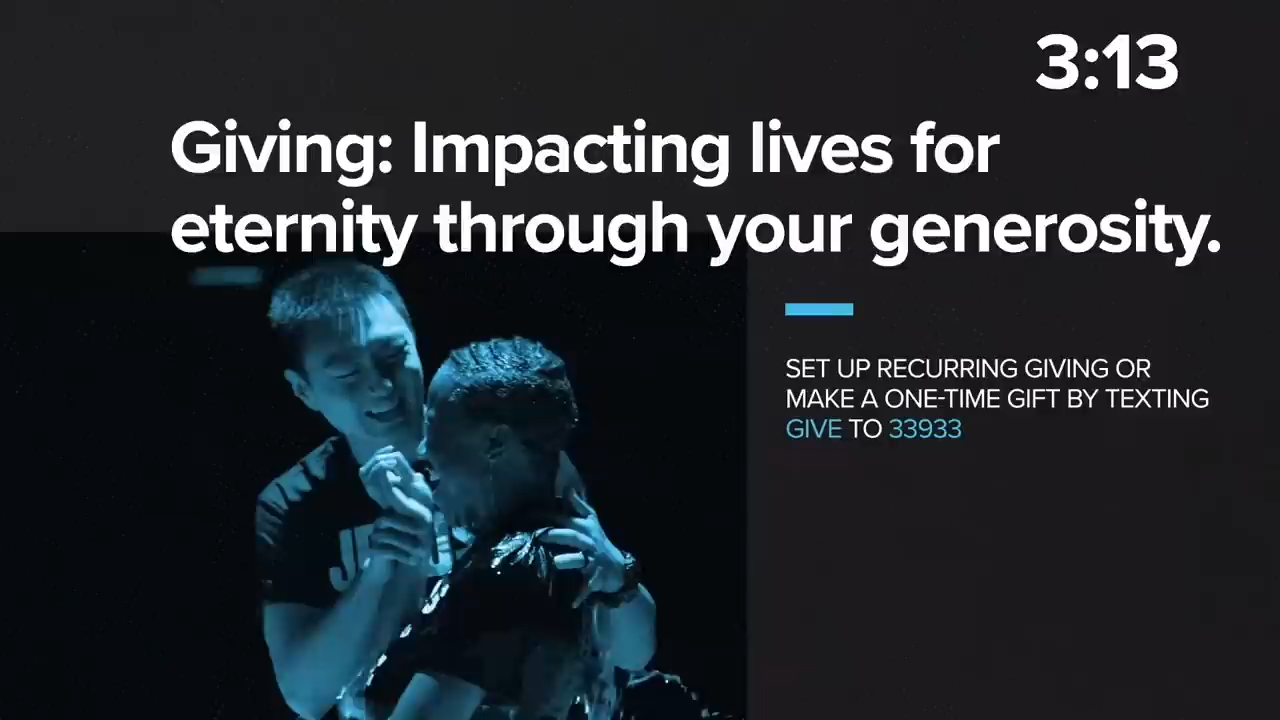 3:13
Giving: Impacting lives for
eternity through your generosity.
SET UP RECURRING GIVING OR
MAKE A ONE-TIME GIFT BY TEXTING
GIVE TO 33933